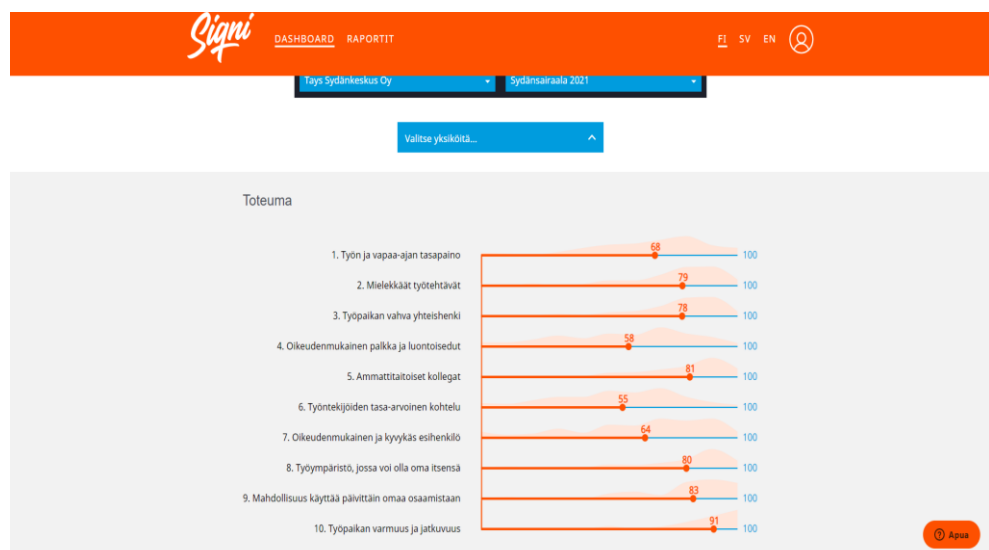 Signi DASHBOARD RAPORTIT FI SV EN
Tays Sydänkeskus Oy Sydänsairaala 2021
Valitse yksiköitä...
Toteuma
1. Työn ja vapaa-ajan tasapaino 68 100
2. Mielekkäät työtehtävät 79 100
3. Työpaikan vahva yhteishenki 78 100
4. Oikeudenmukainen palkka ja luontoisedut 58 100
5. Ammattitaitoiset kollegat 81 100
6. Työntekijöiden tasa-arvoinen kohtelu 55 100
7. Oikeudenmukainen ja kyvykäs esihenkilö 64 100
8. Työympäristö, jossa voi olla oma itsensä 80 100
9. Mahdollisuus käyttää päivittäin omaa osaamistaan 83 100
10. Työpaikan varmuus ja jatkuvuus 91 100
Apua